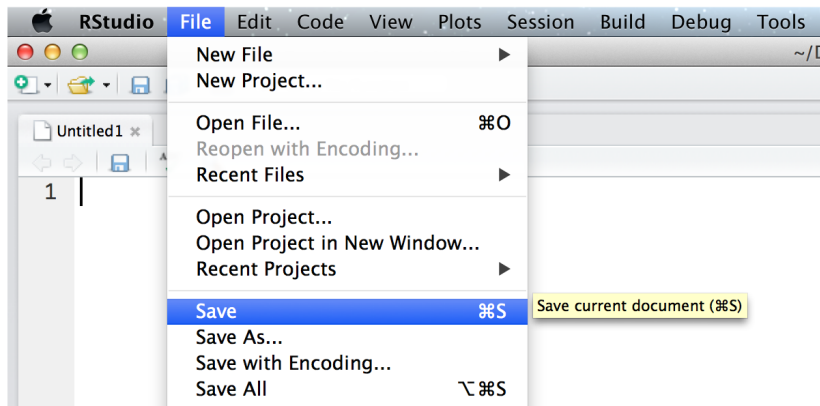 RStudio File Edit Code View Plots Session Build Debug Tools
~/D
New File
New Project...
Untitled1
Open File... ⌘O
Reopen with Encoding...
Recent Files
1
Open Project...
Open Project in New Window...
Recent Projects
Save ⌘S
Save current document (⌘S)
Save As...
Save with Encoding...
Save All ⌥⌘S